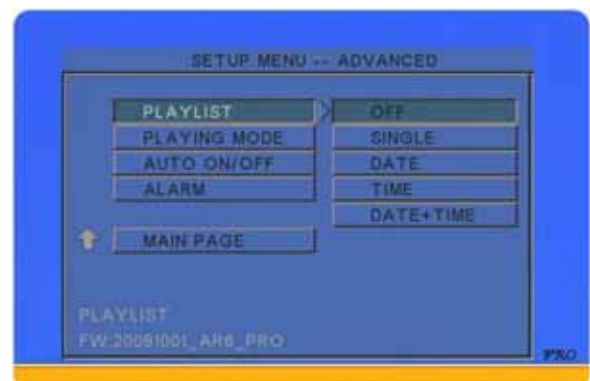 SETUP MENU -- ADVANCED
PLAYLIST
OFF
PLAYING MODE
SINGLE
AUTO ON/OFF
DATE
ALARM
TIME
DATE+TIME
MAIN PAGE
PLAYLIST
FW:20091001_AR6_PRO
PRO